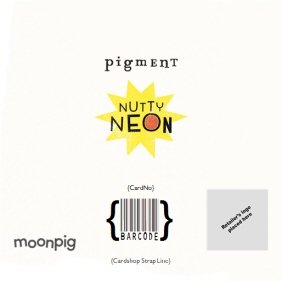 pigmENT
NUTTY
NEON
(CardNo)
{BARCODE}
Retailer's logo
placed here
moonpig
(Cardshop Strap Line)